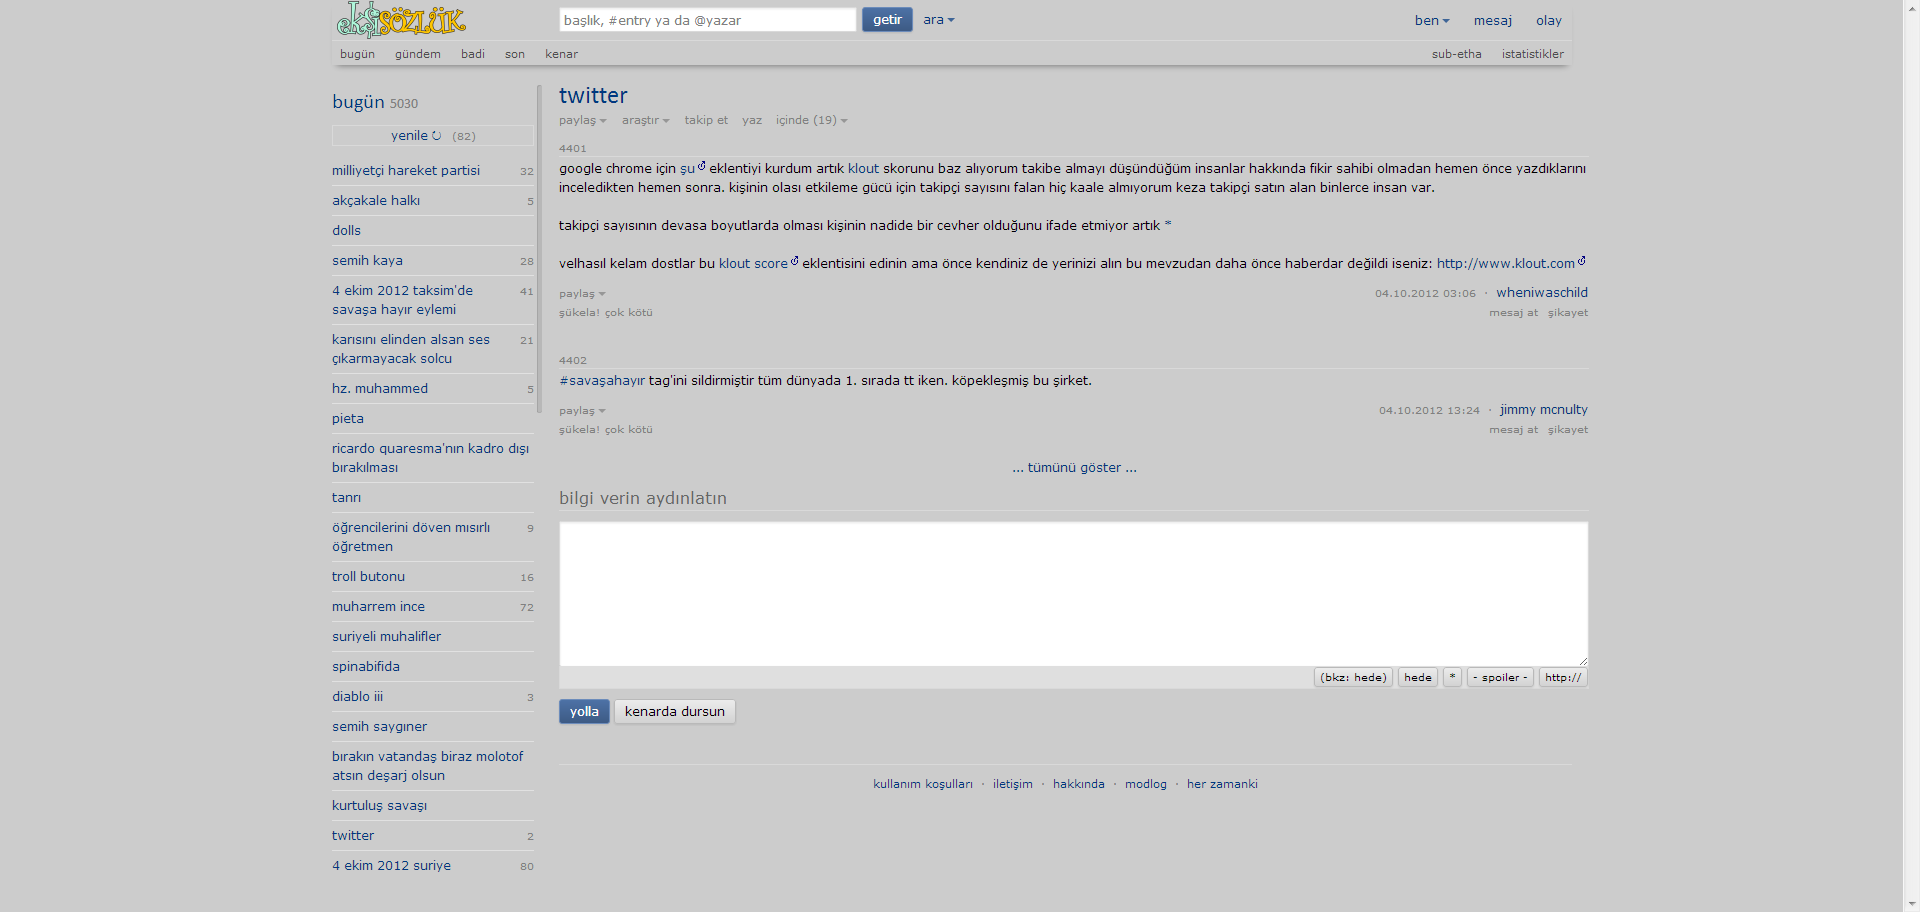 ekşi SÖZLÜK
başlık, #entry ya da @yazar
getir
ara
ben
mesaj
olay
bugün
gündem
badi
son
kenar
sub-etha
istatistikler
bugün 5030
yenile (82)
milliyetçi hareket partisi 32
akçakale halkı 5
dolls
semih kaya 28
4 ekim 2012 taksim'de 41
savaşa hayır eylemi
karısını elinden alsan ses 21
çıkarmayacak solcu
hz. muhammed 5
pieta
ricardo quaresma'nın kadro dışı
bırakılması
tanrı
öğrencilerini döven mısırlı 9
öğretmen
troll butonu 16
muharrem ince 72
suriyeli muhalifler
spinabifida
diablo iii 3
semih saygıner
bırakın vatandaş biraz molotof
atsın deşarj olsun
kurtuluş savaşı
twitter 2
4 ekim 2012 suriye 80
twitter
paylaş araştır takip et yaz içinde (19)
4401
google chrome için şu eklentiyi kurdum artık klout skorunu baz alıyorum takibe almayı düşündüğüm insanlar hakkında fikir sahibi olmadan hemen önce yazdıklarını
inceledikten hemen sonra. kişinin olası etkileme gücü için takipçi sayısını falan hiç kaale almıyorum keza takipçi satın alan binlerce insan var.
takipçi sayısının devasa boyutlarda olması kişinin nadide bir cevher olduğunu ifade etmiyor artık *
velhasıl kelam dostlar bu klout score eklentisini edinin ama önce kendiniz de yerinizi alın bu mevzudan daha önce haberdar değildi iseniz: http://www.klout.com
paylaş 04.10.2012 03:06 · wheniwaschild
şükela! çok kötü mesaj at şikayet
4402
#savaşahayır tag'ini sildirmiştir tüm dünyada 1. sırada tt iken. köpekleşmiş bu şirket.
paylaş 04.10.2012 13:24 · jimmy mcnulty
şükela! çok kötü mesaj at şikayet
... tümünü göster ...
bilgi verin aydınlatın
(bkz: hede) hede * - spoiler - http://
yolla kenarda dursun
kullanım koşulları · iletişim · hakkında · modlog · her zamanki